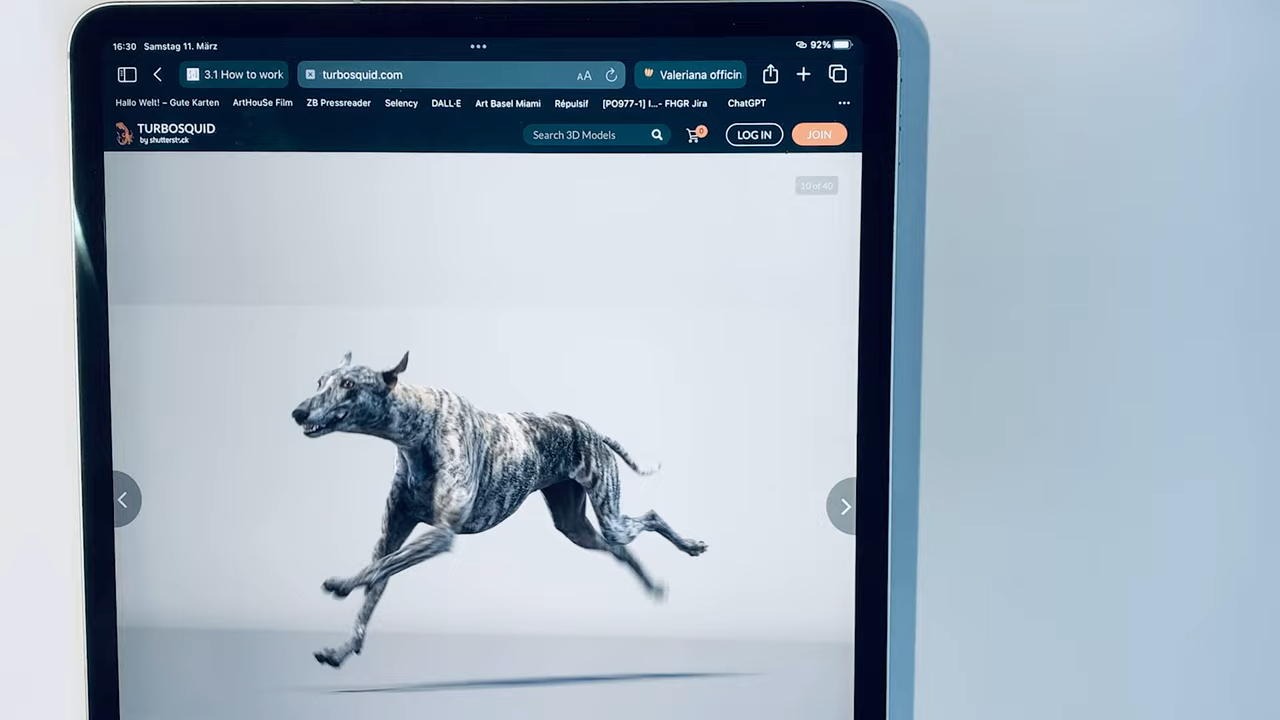 16:30 Samstag 11. März 92%
3.1 How to work turbosquid.com AA Valeriana officin
Hallo Welt! – Gute Karten ArtHouSe Film ZB Pressreader Selency DALL·E Art Basel Miami Répulsif [PO977-1] I...- FHGR Jira ChatGPT
TURBOSQUID
by shutterstock
Search 3D Models 0 LOG IN JOIN
10 of 40